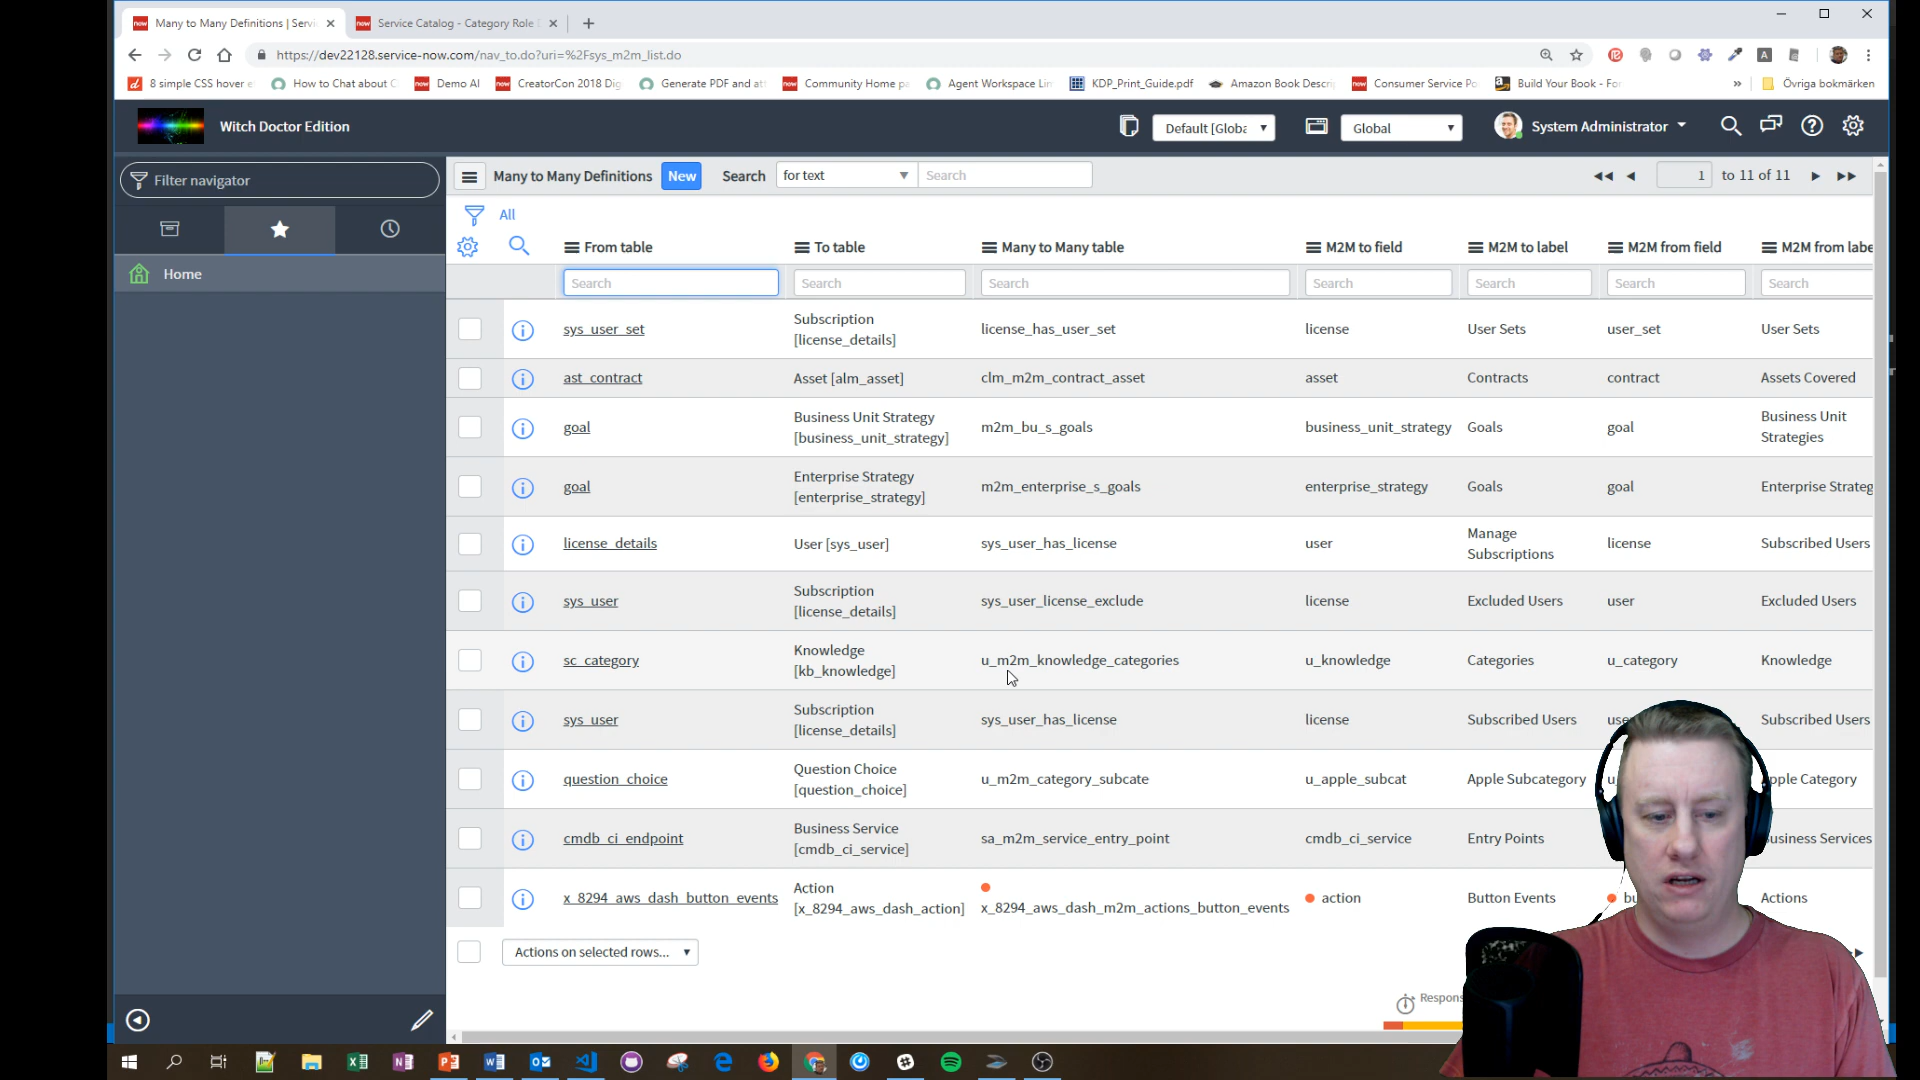 Many to Many Definitions | Servi
Service Catalog - Category Role
https://dev22128.service-now.com/nav_to.do?uri=%2Fsys_m2m_list.do
8 simple CSS hover e
How to Chat about C
Demo AI
CreatorCon 2018 Dig
Generate PDF and at
Community Home pa
Agent Workspace Lim
KDP_Print_Guide.pdf
Amazon Book Descri
Consumer Service Po
Build Your Book - For
»
Övriga bokmärken
Witch Doctor Edition
Default [Globa
Global
System Administrator
Filter navigator
Many to Many Definitions
New
Search
for text
Search
1
to 11 of 11
Home
All
From table
To table
Many to Many table
M2M to field
M2M to label
M2M from field
M2M from labe
Search
Search
Search
Search
Search
Search
Search
sys_user_set
Subscription
[license_details]
license_has_user_set
license
User Sets
user_set
User Sets
ast_contract
Asset [alm_asset]
clm_m2m_contract_asset
asset
Contracts
contract
Assets Covered
goal
Business Unit Strategy
[business_unit_strategy]
m2m_bu_s_goals
business_unit_strategy
Goals
goal
Business Unit
Strategies
goal
Enterprise Strategy
[enterprise_strategy]
m2m_enterprise_s_goals
enterprise_strategy
Goals
goal
Enterprise Strateg
license_details
User [sys_user]
sys_user_has_license
user
Manage
Subscriptions
license
Subscribed Users
sys_user
Subscription
[license_details]
sys_user_license_exclude
license
Excluded Users
user
Excluded Users
sc_category
Knowledge
[kb_knowledge]
u_m2m_knowledge_categories
u_knowledge
Categories
u_category
Knowledge
sys_user
Subscription
[license_details]
sys_user_has_license
license
Subscribed Users
use
Subscribed Users
question_choice
Question Choice
[question_choice]
u_m2m_category_subcate
u_apple_subcat
Apple Subcategory
u_
pple Category
cmdb_ci_endpoint
Business Service
[cmdb_ci_service]
sa_m2m_service_entry_point
cmdb_ci_service
Entry Points
usiness Services
x_8294_aws_dash_button_events
Action
[x_8294_aws_dash_action]
x_8294_aws_dash_m2m_actions_button_events
action
Button Events
bu
Actions
Actions on selected rows...
Respons